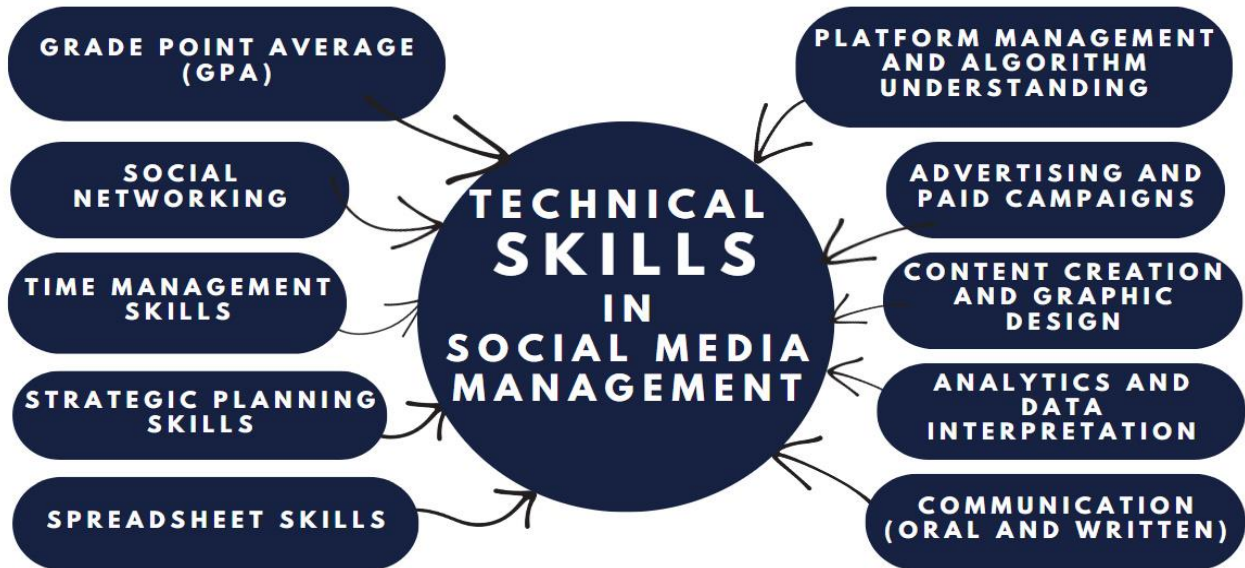 GRADE POINT AVERAGE
(GPA)
SOCIAL
NETWORKING
TIME MANAGEMENT
SKILLS
STRATEGIC PLANNING
SKILLS
SPREADSHEET SKILLS
TECHNICAL
SKILLS
IN
SOCIAL MEDIA
MANAGEMENT
PLATFORM MANAGEMENT
AND ALGORITHM
UNDERSTANDING
ADVERTISING AND
PAID CAMPAIGNS
CONTENT CREATION
AND GRAPHIC
DESIGN
ANALYTICS AND
DATA
INTERPRETATION
COMMUNICATION
(ORAL AND WRITTEN)